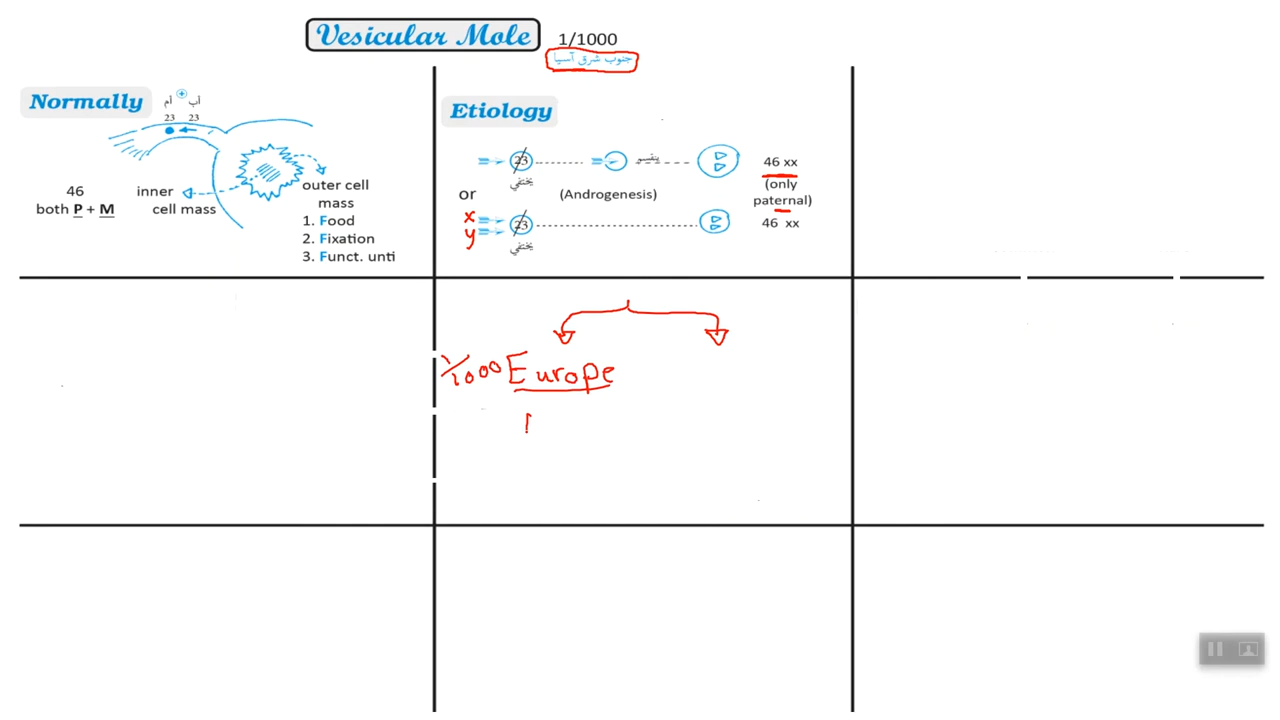 Vesicular Mole
1/1000
جنوب شرق آسيا
Normally
أم + أب
23 23
46
both P + M
inner
cell mass
outer cell
mass
1. Food
2. Fixation
3. Funct. unti
Etiology
23
يختفي
ينقسم
46 xx
(only
paternal)
or
(Androgenesis)
x
y
23
يختفي
46 xx
1/1000 Europe